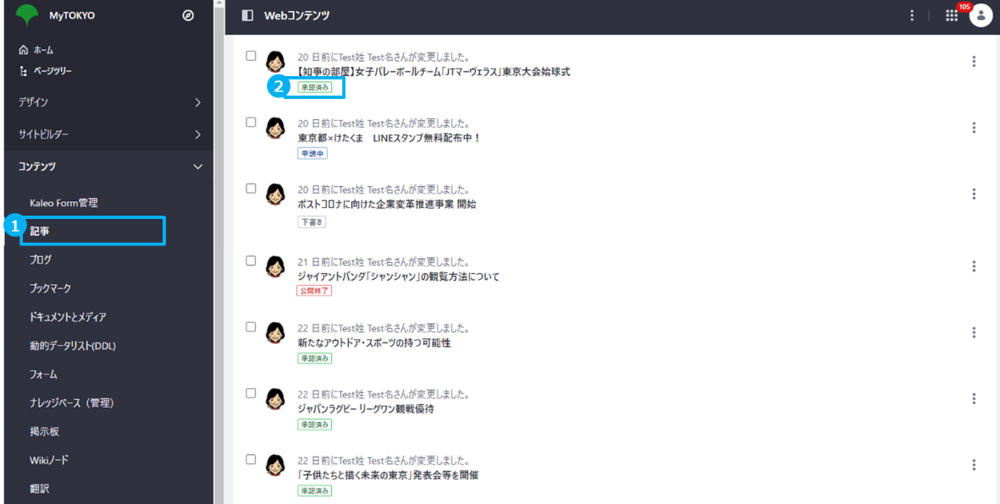 MyTOKYO
ホーム
ページツリー
デザイン
サイトビルダー
コンテンツ
Kaleo Form管理
1
記事
ブログ
ブックマーク
ドキュメントとメディア
動的データリスト(DDL)
フォーム
ナレッジベース（管理）
掲示板
Wikiノード
翻訳
Webコンテンツ
105
20 日前にTest姓 Test名さんが変更しました。
【知事の部屋】女子バレーボールチーム「JTマーヴェラス」東京大会始球式
2
承認済み
20 日前にTest姓 Test名さんが変更しました。
東京都×けたくま　LINEスタンプ無料配布中！
申請中
20 日前にTest姓 Test名さんが変更しました。
ポストコロナに向けた企業変革推進事業 開始
下書き
21 日前にTest姓 Test名さんが変更しました。
ジャイアントパンダ「シャンシャン」の観覧方法について
公開終了
22 日前にTest姓 Test名さんが変更しました。
新たなアウトドア・スポーツの持つ可能性
承認済み
22 日前にTest姓 Test名さんが変更しました。
ジャパンラグビー リーグワン観戦優待
承認済み
22 日前にTest姓 Test名さんが変更しました。
「子供たちと描く未来の東京」発表会等を開催
承認済み